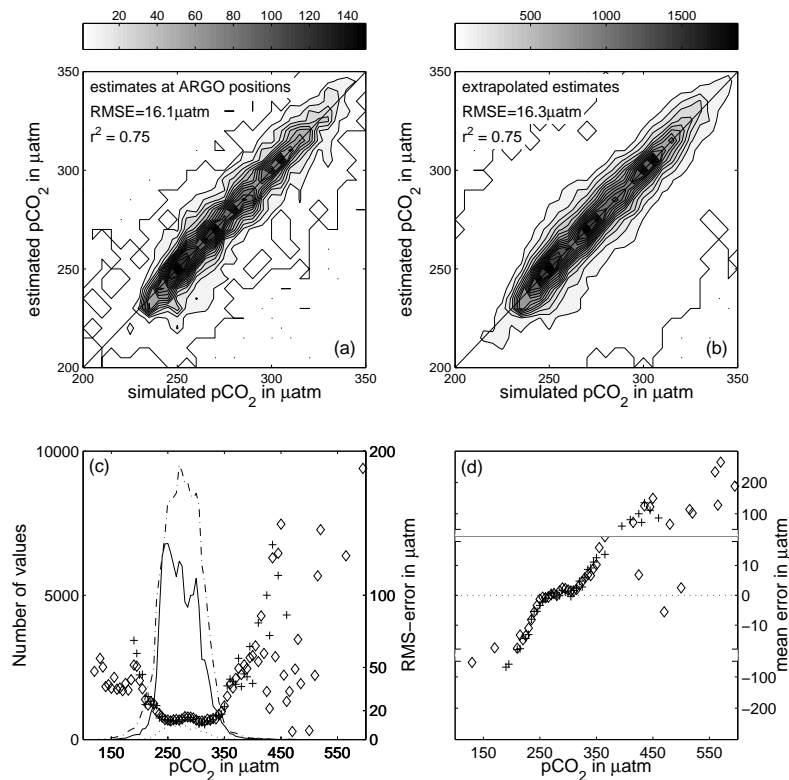 20 40 60 80 100 120 140
500 1000 1500
estimates at ARGO positions
RMSE=16.1μatm
r² = 0.75
(a)
350
300
250
200
estimated pCO₂ in μatm
200 250 300 350
simulated pCO₂ in μatm
extrapolated estimates
RMSE=16.3μatm
r² = 0.75
(b)
350
300
250
200
estimated pCO₂ in μatm
200 250 300 350
simulated pCO₂ in μatm
(c)
10000
5000
0
Number of values
200
100
50
20
0
RMS−error in μatm
150 250 350 450 600
pCO₂ in μatm
(d)
200
100
10
0
-10
-100
-200
mean error in μatm
150 250 350 450 600
pCO₂ in μatm